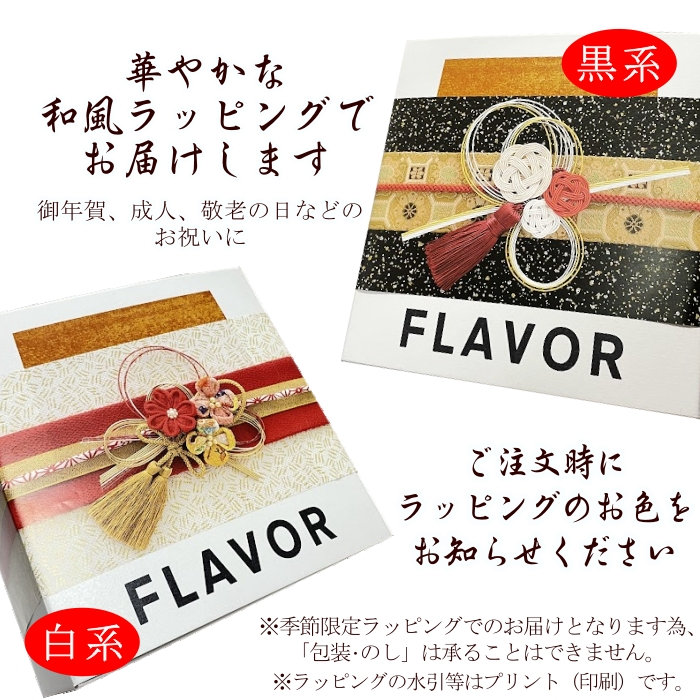 華やかな
和風ラッピングで
お届けします
御年賀、成人、敬老の日などの
お祝いに
黒系
FLAVOR
FLAVOR
白系
ご注文時に
ラッピングのお色を
お知らせください
※季節限定ラッピングでのお届けとなります為、
「包装･のし」は承ることはできません。
※ラッピングの水引等はプリント（印刷）です。